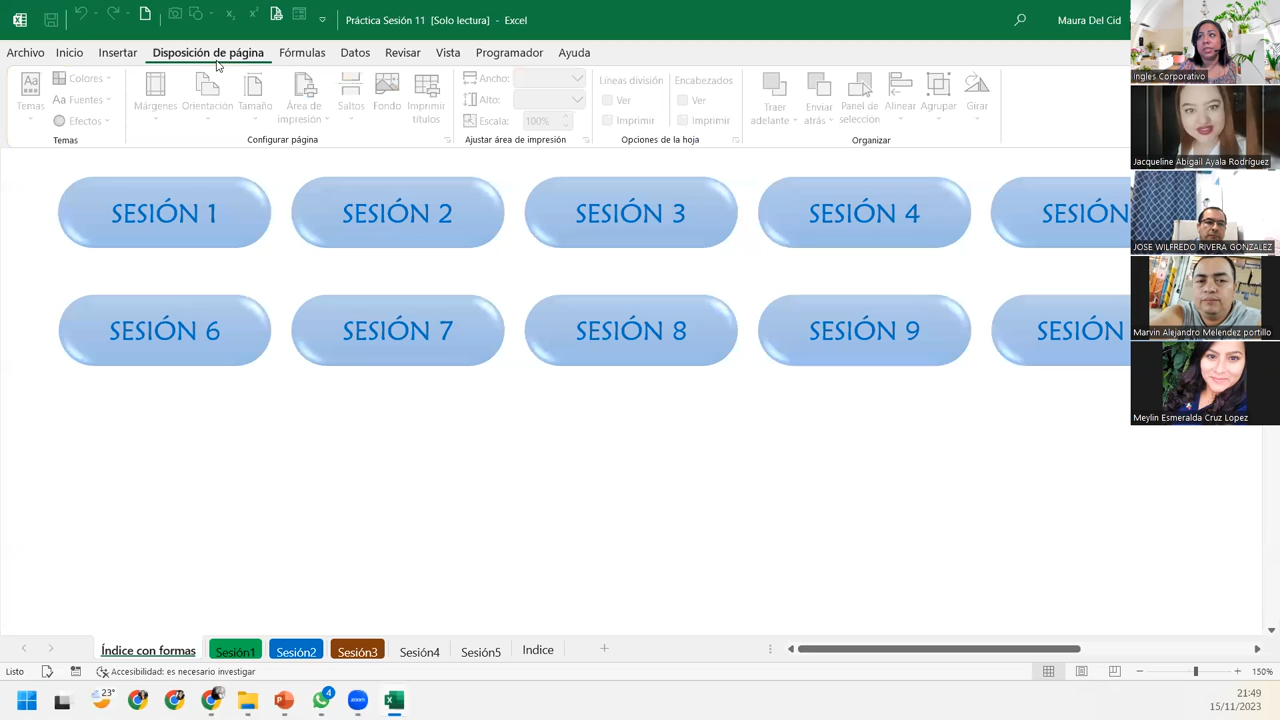 Práctica Sesión 11 [Solo lectura] - Excel
Maura Del Cid
Archivo Inicio Insertar Disposición de página Fórmulas Datos Revisar Vista Programador Ayuda
Temas
Colores
Fuentes
Efectos
Temas
Márgenes
Orientación
Tamaño
Área de impresión
Saltos
Fondo
Imprimir títulos
Configurar página
Ancho:
Alto:
Escala: 100%
Ajustar área de impresión
Líneas división
Ver
Imprimir
Encabezados
Ver
Imprimir
Opciones de la hoja
Traer adelante
Enviar atrás
Panel de selección
Alinear
Agrupar
Girar
Organizar
SESIÓN 1 SESIÓN 2 SESIÓN 3 SESIÓN 4 SESIÓN
SESIÓN 6 SESIÓN 7 SESIÓN 8 SESIÓN 9 SESIÓN
Ingles Corporativo
Jacqueline Abigail Ayala Rodríguez
JOSE WILFREDO RIVERA GONZALEZ
Marvin Alejandro Melendez portillo
Meylin Esmeralda Cruz Lopez
Índice con formas Sesión1 Sesión2 Sesión3 Sesión4 Sesión5 Indice
Listo
Accesibilidad: es necesario investigar
150%
23°
4
zoom
21:49
15/11/2023